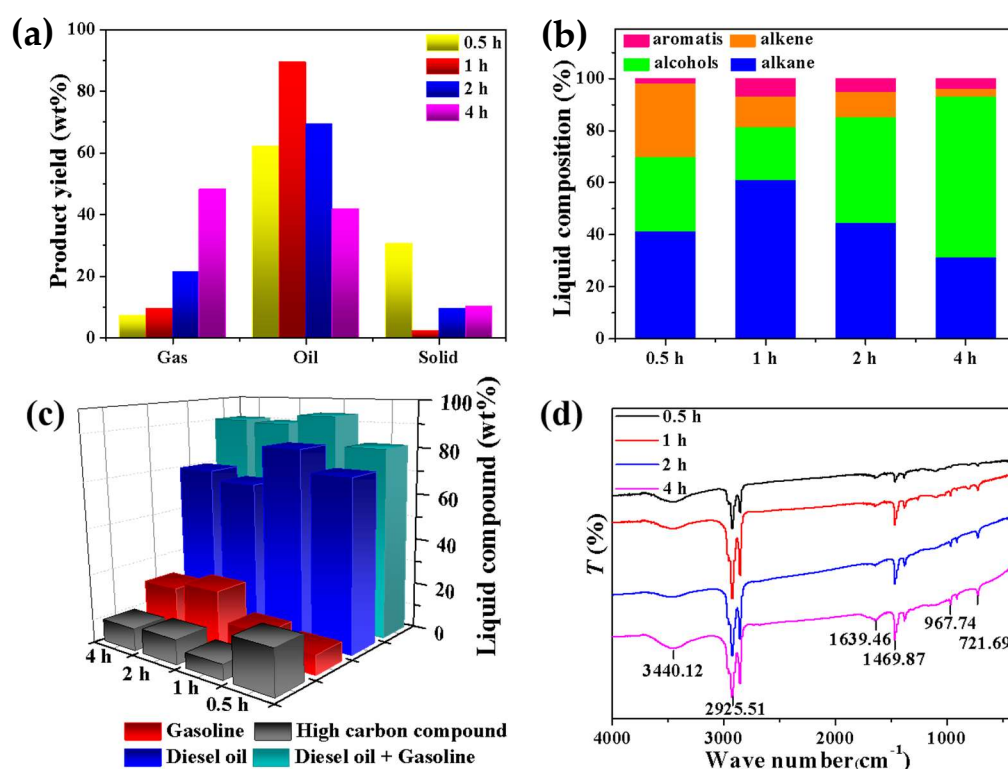 (a)
Product yield (wt%)
100
80
60
40
20
0
0.5 h
1 h
2 h
4 h
Gas Oil Solid
(b)
Liquid composition (%)
aromatis alkene
alcohols alkane
100
80
60
40
20
0
0.5 h 1 h 2 h 4 h
(c)
Liquid compound (wt%)
100
80
60
40
20
0
4 h
2 h
1 h
0.5 h
Gasoline High carbon compound
Diesel oil Diesel oil + Gasoline
(d)
T (%)
0.5 h
1 h
2 h
4 h
3440.12
2925.51
1639.46
1469.87
967.74
721.69
4000 3000 2000 1000
Wave number(cm⁻¹)